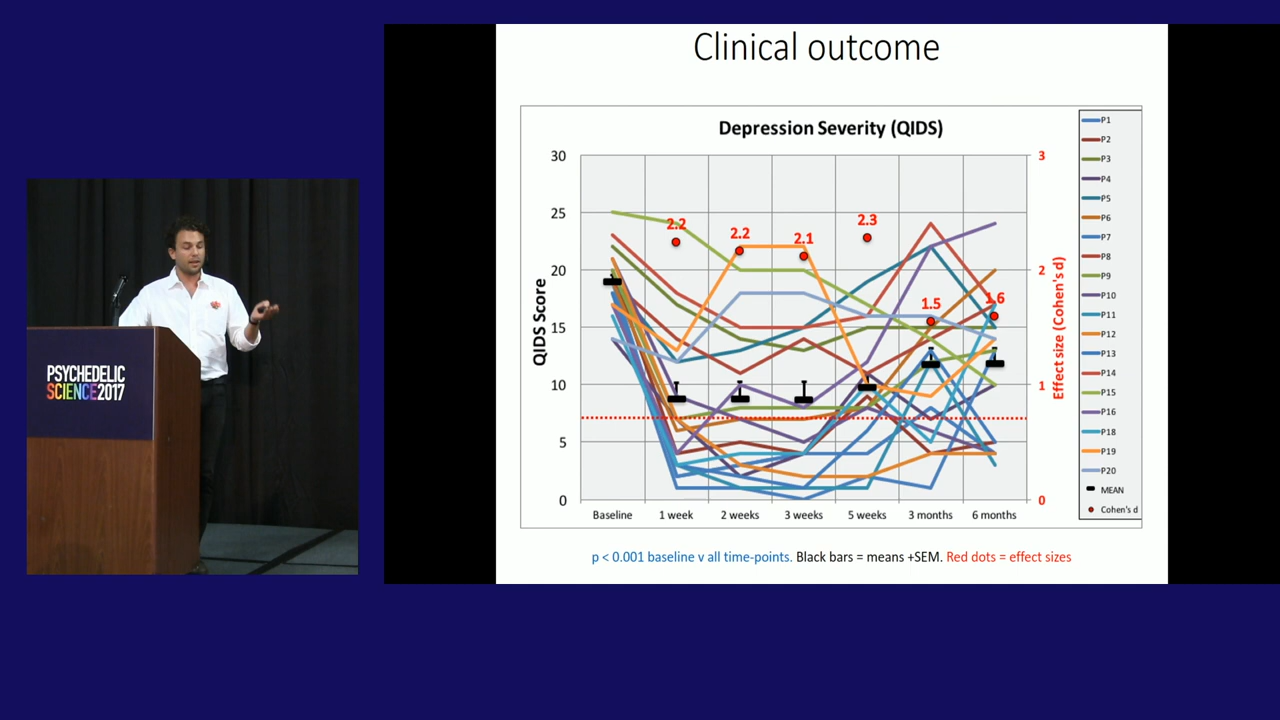 PSYCHEDELIC
SCIENCE2017
Clinical outcome
Depression Severity (QIDS)
QIDS Score
30
25
20
15
10
5
0
Baseline
1 week
2 weeks
3 weeks
5 weeks
3 months
6 months
2.2
2.2
2.1
2.3
1.5
1.6
3
2
1
0
Effect size (Cohen's d)
P1
P2
P3
P4
P5
P6
P7
P8
P9
P10
P11
P12
P13
P14
P15
P16
P18
P19
P20
MEAN
Cohen's d
p < 0.001 baseline v all time-points. Black bars = means +SEM. Red dots = effect sizes